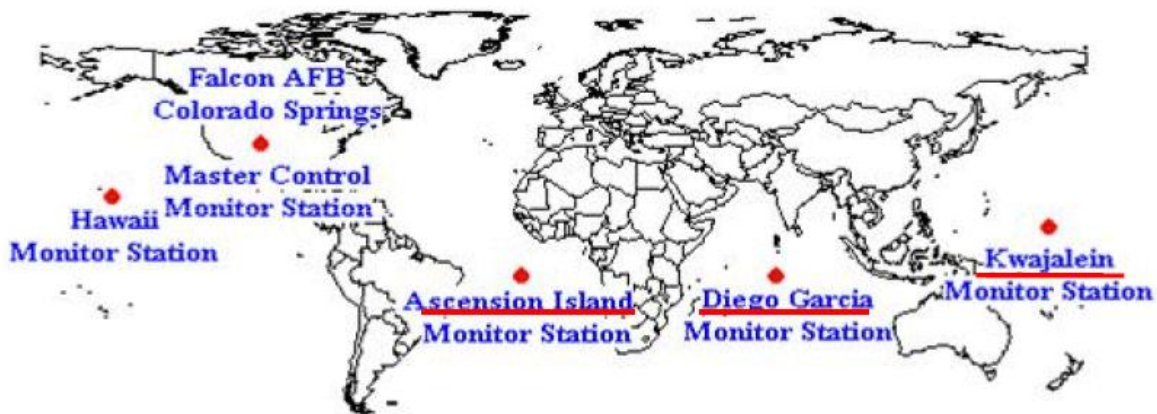 Falcon AFB
Colorado Springs
Master Control
Monitor Station
Hawaii
Monitor Station
Ascension Island
Monitor Station
Diego Garcia
Monitor Station
Kwajalein
Monitor Station